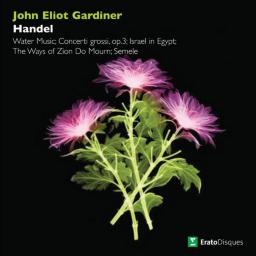 John Eliot Gardiner
Handel
Water Music; Concerti grossi, op.3; Israel in Egypt;
The Ways of Zion Do Mourn; Semele
EratoDisques